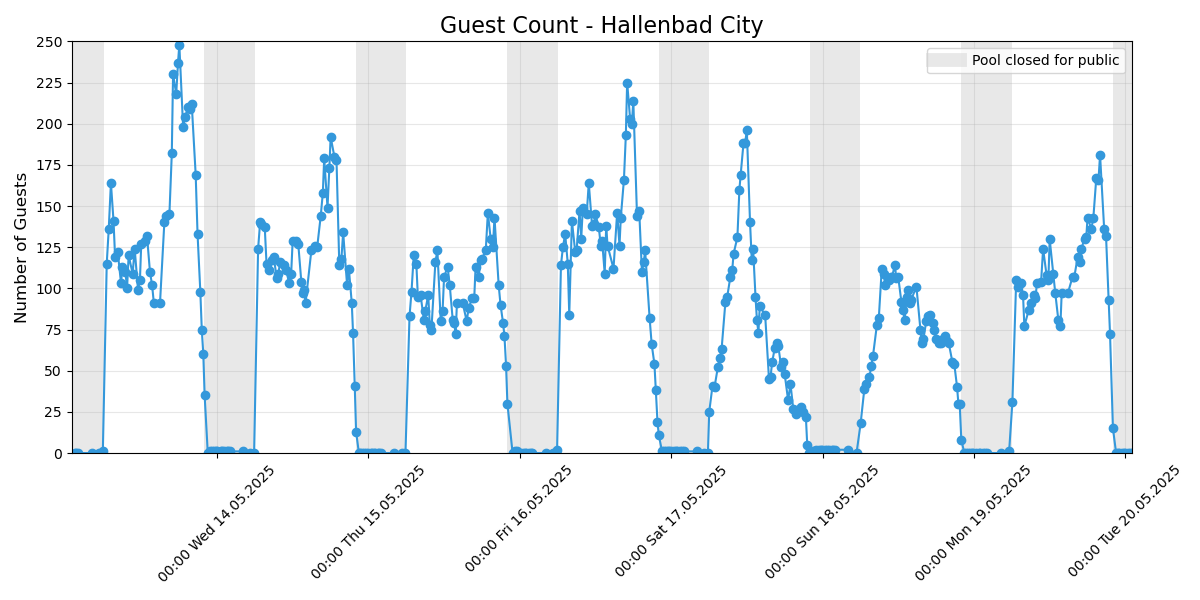 Guest Count - Hallenbad City
Pool closed for public
Number of Guests
250
225
200
175
150
125
100
75
50
25
0
00:00 Wed 14.05.2025
00:00 Thu 15.05.2025
00:00 Fri 16.05.2025
00:00 Sat 17.05.2025
00:00 Sun 18.05.2025
00:00 Mon 19.05.2025
00:00 Tue 20.05.2025